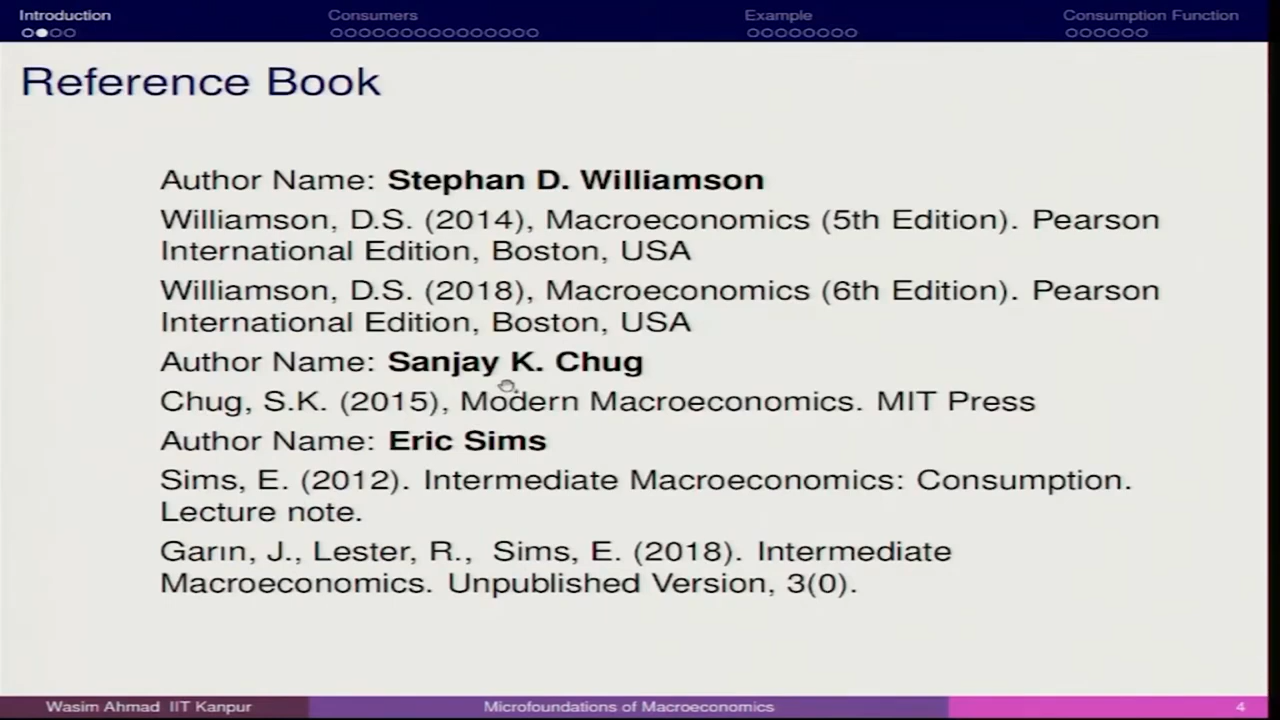 Introduction
Consumers
Example
Consumption Function
Reference Book
Author Name: Stephan D. Williamson
Williamson, D.S. (2014), Macroeconomics (5th Edition). Pearson
International Edition, Boston, USA
Williamson, D.S. (2018), Macroeconomics (6th Edition). Pearson
International Edition, Boston, USA
Author Name: Sanjay K. Chug
Chug, S.K. (2015), Modern Macroeconomics. MIT Press
Author Name: Eric Sims
Sims, E. (2012). Intermediate Macroeconomics: Consumption.
Lecture note.
Garın, J., Lester, R., Sims, E. (2018). Intermediate
Macroeconomics. Unpublished Version, 3(0).
Wasim Ahmad IIT Kanpur
Microfoundations of Macroeconomics
4